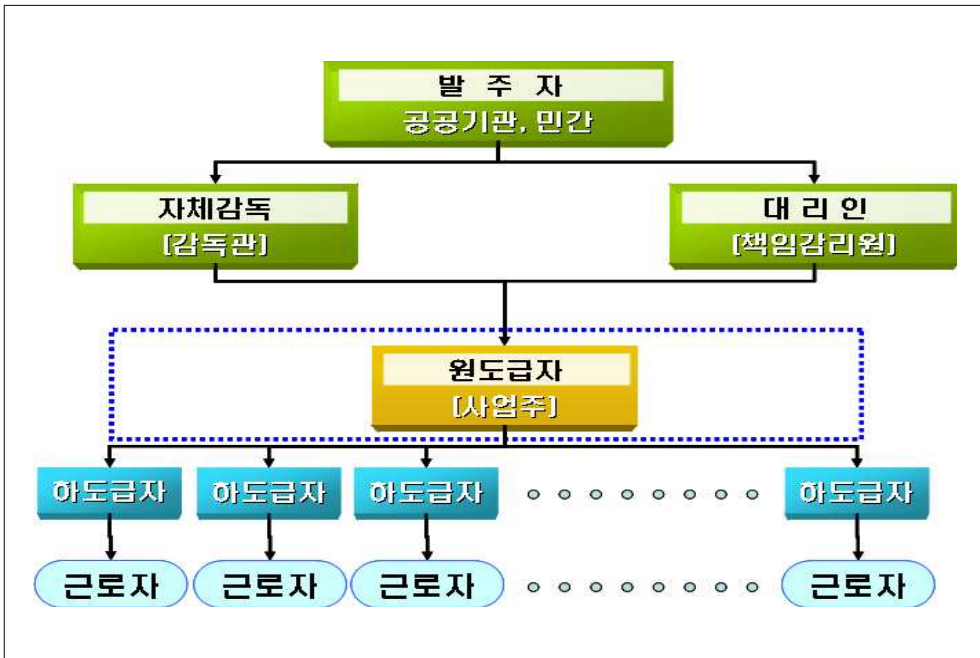 발 주 자
공공기관, 민간
자체감독
[감독관]
대 리 인
[책임감리원]
원도급자
[사업주]
하도급자
하도급자
하도급자
하도급자
근로자
근로자
근로자
근로자